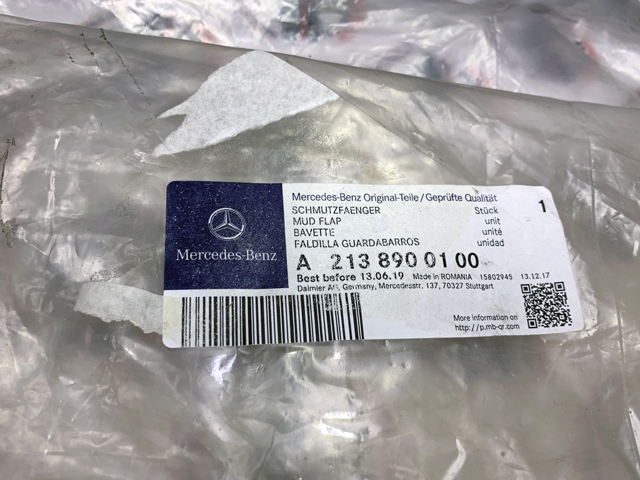 Mercedes-Benz
Mercedes-Benz Original-Teile/Geprüfte Qualität
SCHMUTZFAENGER Stück 1
MUD FLAP unit
BAVETTE unité
FALDILLA GUARDABARROS unidad
A 213 890 01 00
Best before 13.06.19 Made in ROMANIA 15802945 13.12.17
Daimler AG, Germany, Mercedesstr, 137, 70327 Stuttgart
More information on
http://p.mb-qr.com